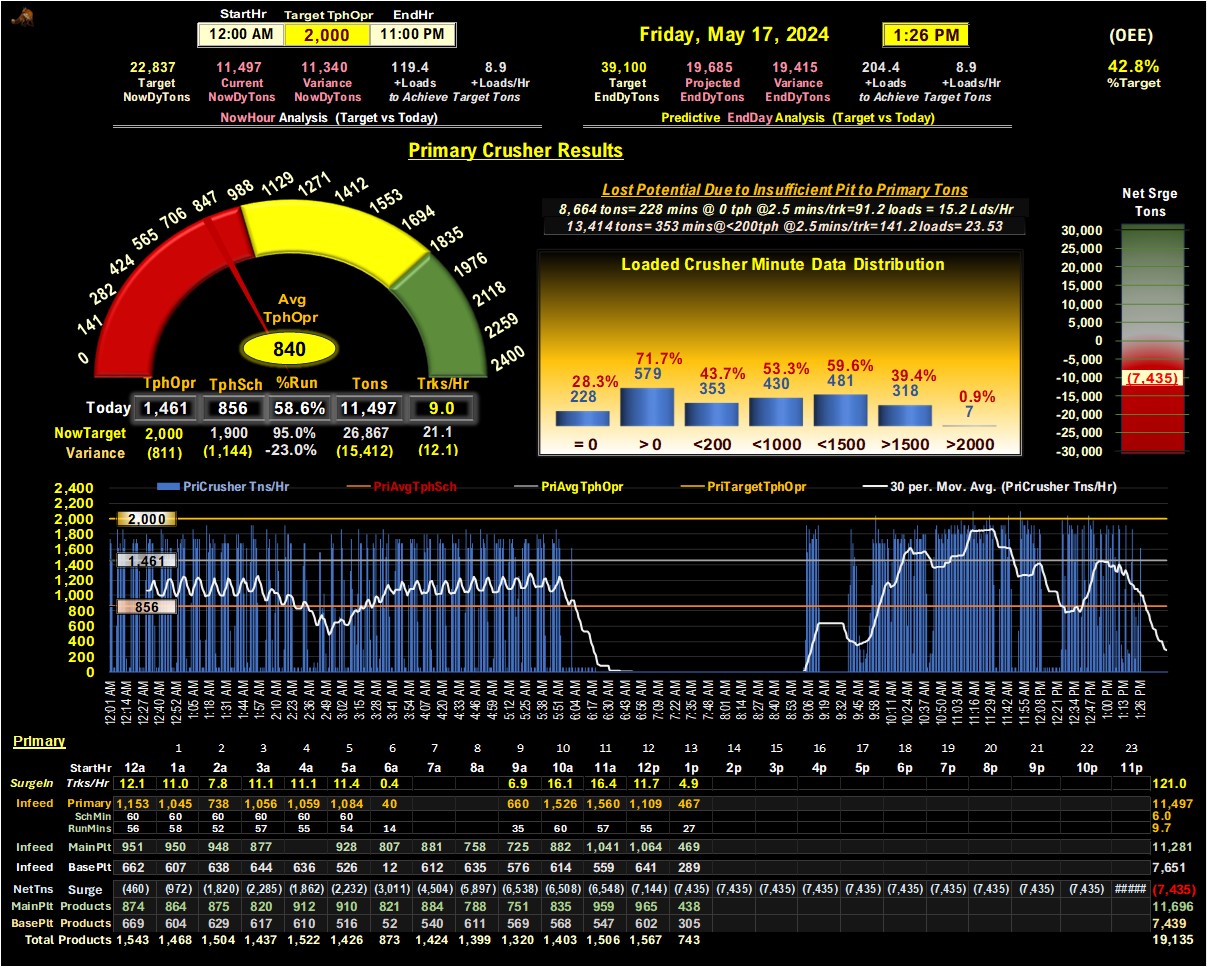 StartHr Target TphOpr EndHr
12:00 AM 2,000 11:00 PM
Friday, May 17, 2024 1:26 PM (OEE)
22,837 11,497 11,340 119.4 8.9 39,100 19,685 19,415 204.4 8.9 42.8%
Target Current Variance +Loads +Loads/Hr Target Projected Variance +Loads +Loads/Hr %Target
NowDyTons NowDyTons NowDyTons to Achieve Target Tons EndDyTons EndDyTons EndDyTons to Achieve Target Tons
NowHour Analysis (Target vs Today) Predictive EndDay Analysis (Target vs Today)
Primary Crusher Results
0 141 282 424 565 706 847 988 1129 1271 1412 1553 1694 1835 1976 2118 2259 2400
Avg
TphOpr
840
TphOpr TphSch %Run Tons Trks/Hr
Today 1,461 856 58.6% 11,497 9.0
NowTarget 2,000 1,900 95.0% 26,867 21.1
Variance (811) (1,144) -23.0% (15,412) (12.1)
Lost Potential Due to Insufficient Pit to Primary Tons
8,664 tons= 228 mins @ 0 tph @2.5 mins/trk=91.2 loads = 15.2 Lds/Hr
13,414 tons= 353 mins@<200tph @2.5mins/trk=141.2 loads= 23.53
Loaded Crusher Minute Data Distribution
28.3% 71.7% 43.7% 53.3% 59.6% 39.4% 0.9%
228 579 353 430 481 318 7
= 0 > 0 <200 <1000 <1500 >1500 >2000
Net Srge
Tons
30,000
25,000
20,000
15,000
10,000
5,000
0
-5,000
-10,000
-15,000
-20,000
-25,000
-30,000
(7,435)
PriCrusher Tns/Hr PriAvgTphSch PriAvgTphOpr PriTargetTphOpr 30 per. Mov. Avg. (PriCrusher Tns/Hr)
2,400
2,200
2,000
1,800
1,600
1,400
1,200
1,000
800
600
400
200
0
2,000
1,461
856
12:01 AM 12:14 AM 12:27 AM 12:40 AM 12:52 AM 1:05 AM 1:18 AM 1:31 AM 1:44 AM 1:57 AM 2:10 AM 2:23 AM 2:36 AM 2:49 AM 3:02 AM 3:15 AM 3:28 AM 3:41 AM 3:54 AM 4:07 AM 4:20 AM 4:33 AM 4:46 AM 4:59 AM 5:12 AM 5:25 AM 5:38 AM 5:51 AM 6:04 AM 6:17 AM 6:30 AM 6:43 AM 6:56 AM 7:09 AM 7:22 AM 7:35 AM 7:48 AM 8:01 AM 8:14 AM 8:27 AM 8:40 AM 8:53 AM 9:06 AM 9:19 AM 9:32 AM 9:45 AM 9:58 AM 10:11 AM 10:24 AM 10:37 AM 10:50 AM 11:03 AM 11:16 AM 11:29 AM 11:42 AM 11:55 AM 12:08 PM 12:21 PM 12:34 PM 12:47 PM 1:00 PM 1:13 PM 1:26 PM
Primary
1 2 3 4 5 6 7 8 9 10 11 12 13 14 15 16 17 18 19 20 21 22 23
StartHr 12a 1a 2a 3a 4a 5a 6a 7a 8a 9a 10a 11a 12p 1p 2p 3p 4p 5p 6p 7p 8p 9p 10p 11p
SurgeIn Trks/Hr 12.1 11.0 7.8 11.1 11.1 11.4 0.4 6.9 16.1 16.4 11.7 4.9 121.0
Infeed Primary 1,153 1,045 738 1,056 1,059 1,084 40 660 1,526 1,560 1,109 467 11,497
SchMin 60 60 60 60 60 60 6.0
RunMins 56 58 52 57 55 54 14 35 60 57 55 27 9.7
Infeed MainPlt 951 950 948 877 928 807 881 758 725 882 1,041 1,064 469 11,281
Infeed BasePlt 662 607 638 644 636 526 12 612 635 576 614 559 641 289 7,651
NetTns Surge (460) (972) (1,820) (2,285) (1,862) (2,232) (3,011) (4,504) (5,897) (6,538) (6,508) (6,548) (7,144) (7,435) (7,435) (7,435) (7,435) (7,435) (7,435) (7,435) (7,435) (7,435) (7,435) ##### (7,435)
MainPlt Products 874 864 875 820 912 910 821 884 788 751 835 959 965 438 11,696
BasePlt Products 669 604 629 617 610 516 52 540 611 569 568 547 602 305 7,439
Total Products 1,543 1,468 1,504 1,437 1,522 1,426 873 1,424 1,399 1,320 1,403 1,506 1,567 743 19,135